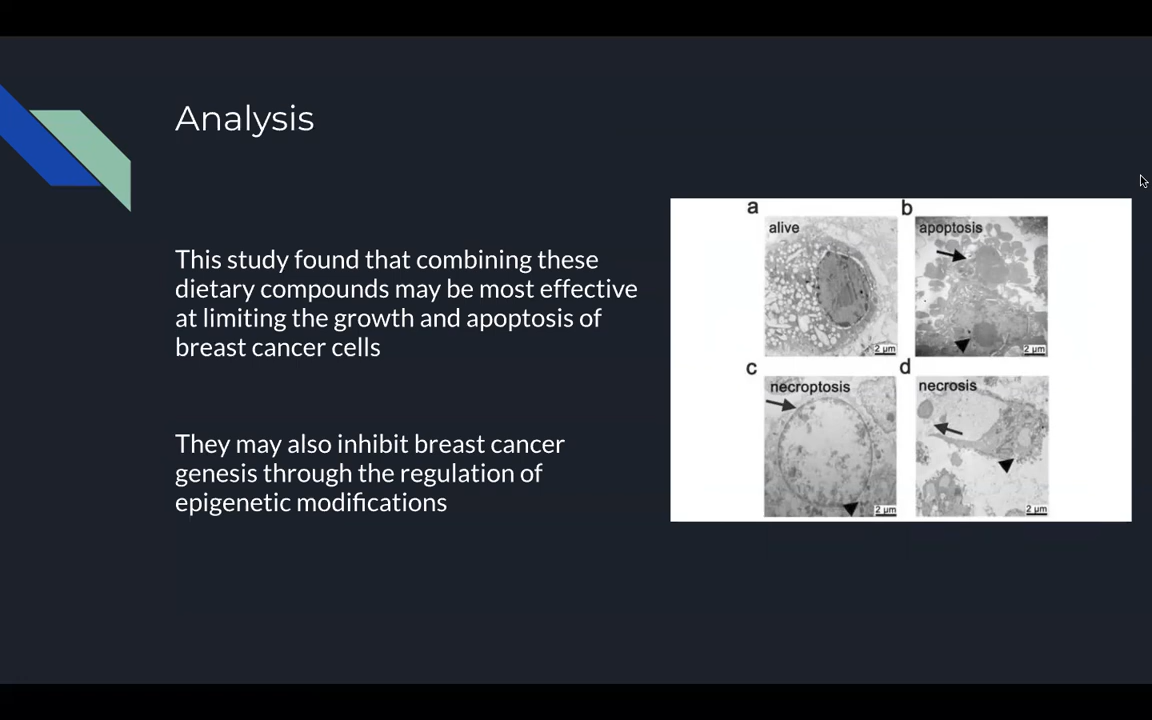 Analysis
This study found that combining these
dietary compounds may be most effective
at limiting the growth and apoptosis of
breast cancer cells
They may also inhibit breast cancer
genesis through the regulation of
epigenetic modifications
a
alive
2 µm
b
apoptosis
2 µm
c
necroptosis
2 µm
d
necrosis
2 µm